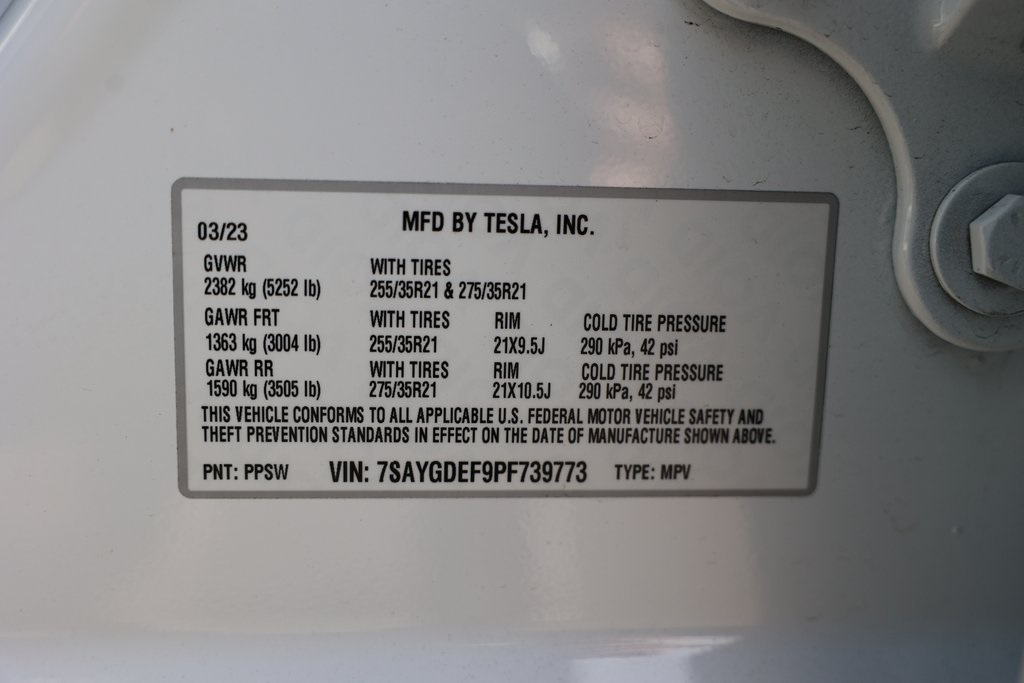 03/23 MFD BY TESLA, INC.
GVWR WITH TIRES
2382 kg (5252 lb) 255/35R21 & 275/35R21
GAWR FRT WITH TIRES RIM COLD TIRE PRESSURE
1363 kg (3004 lb) 255/35R21 21X9.5J 290 kPa, 42 psi
GAWR RR WITH TIRES RIM COLD TIRE PRESSURE
1590 kg (3505 lb) 275/35R21 21X10.5J 290 kPa, 42 psi
THIS VEHICLE CONFORMS TO ALL APPLICABLE U.S. FEDERAL MOTOR VEHICLE SAFETY AND
THEFT PREVENTION STANDARDS IN EFFECT ON THE DATE OF MANUFACTURE SHOWN ABOVE.
PNT: PPSW VIN: 7SAYGDEF9PF739773 TYPE: MPV